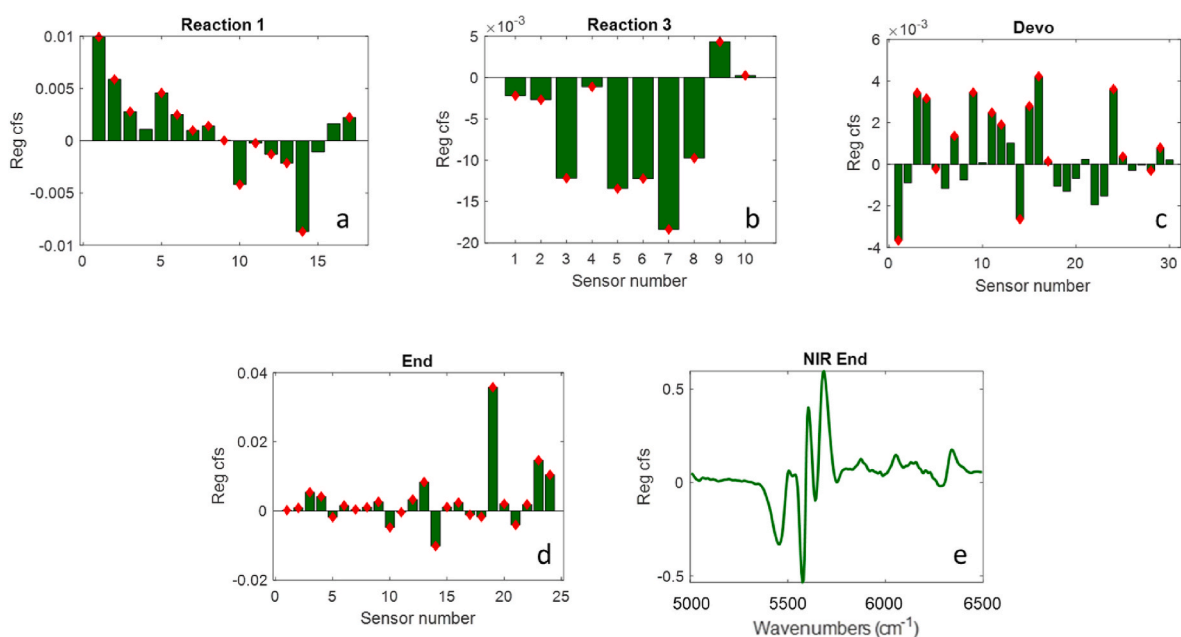 Reaction 1
0.01
0.005
0
-0.005
-0.01
Reg cfs
0 5 10 15
a
Reaction 3
×10-3
5
0
-5
-10
-15
-20
Reg cfs
1 2 3 4 5 6 7 8 9 10
Sensor number
b
Devo
×10-3
6
4
2
0
-2
-4
Reg cfs
0 10 20 30
Sensor number
c
End
0.04
0.02
0
-0.02
Reg cfs
0 5 10 15 20 25
Sensor number
d
NIR End
0.5
0
-0.5
Reg cfs
5000 5500 6000 6500
Wavenumbers (cm-1)
e